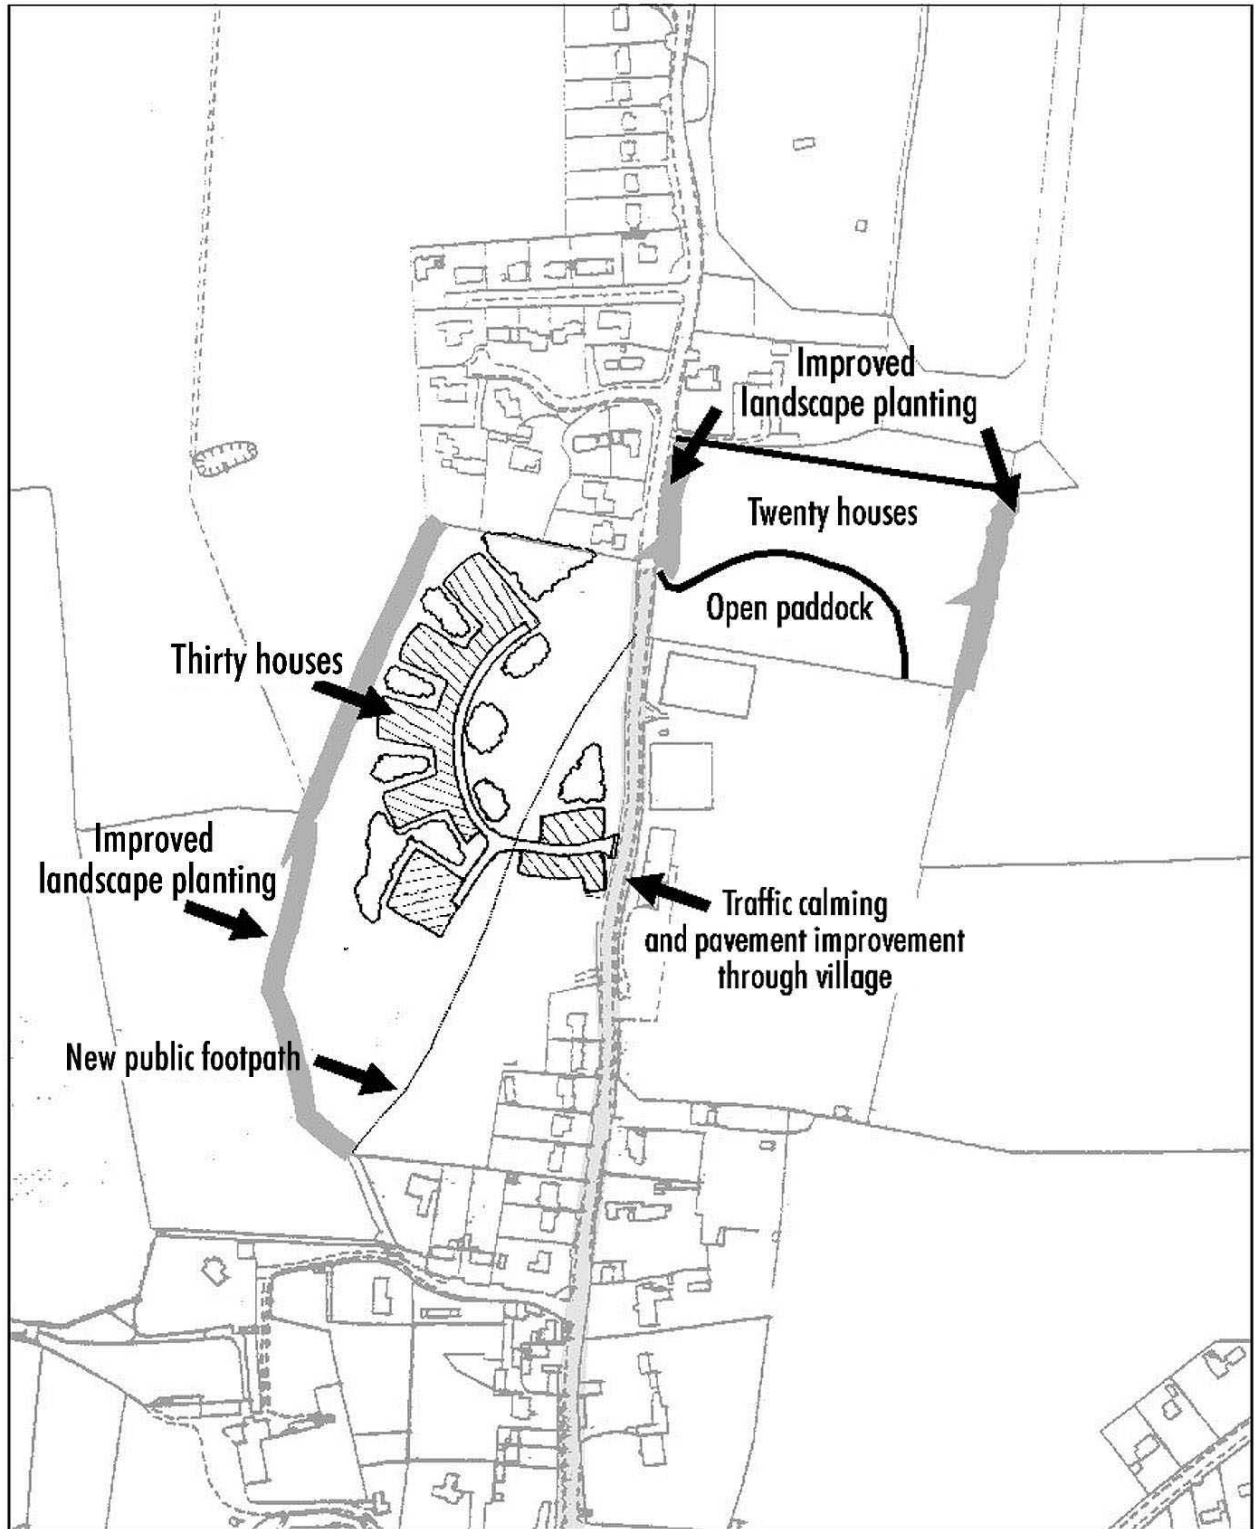 Improved
landscape planting
Twenty houses
Open paddock
Thirty houses
Improved
landscape planting
Traffic calming
and pavement improvement
through village
New public footpath